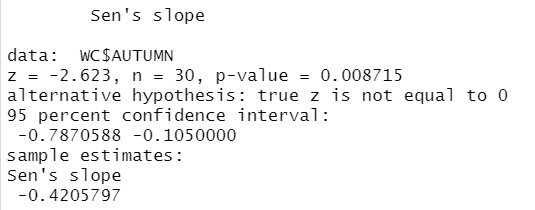 Sen's slope
data: WC$AUTUMN
z = -2.623, n = 30, p-value = 0.008715
alternative hypothesis: true z is not equal to 0
95 percent confidence interval:
-0.7870588 -0.1050000
sample estimates:
Sen's slope
-0.4205797